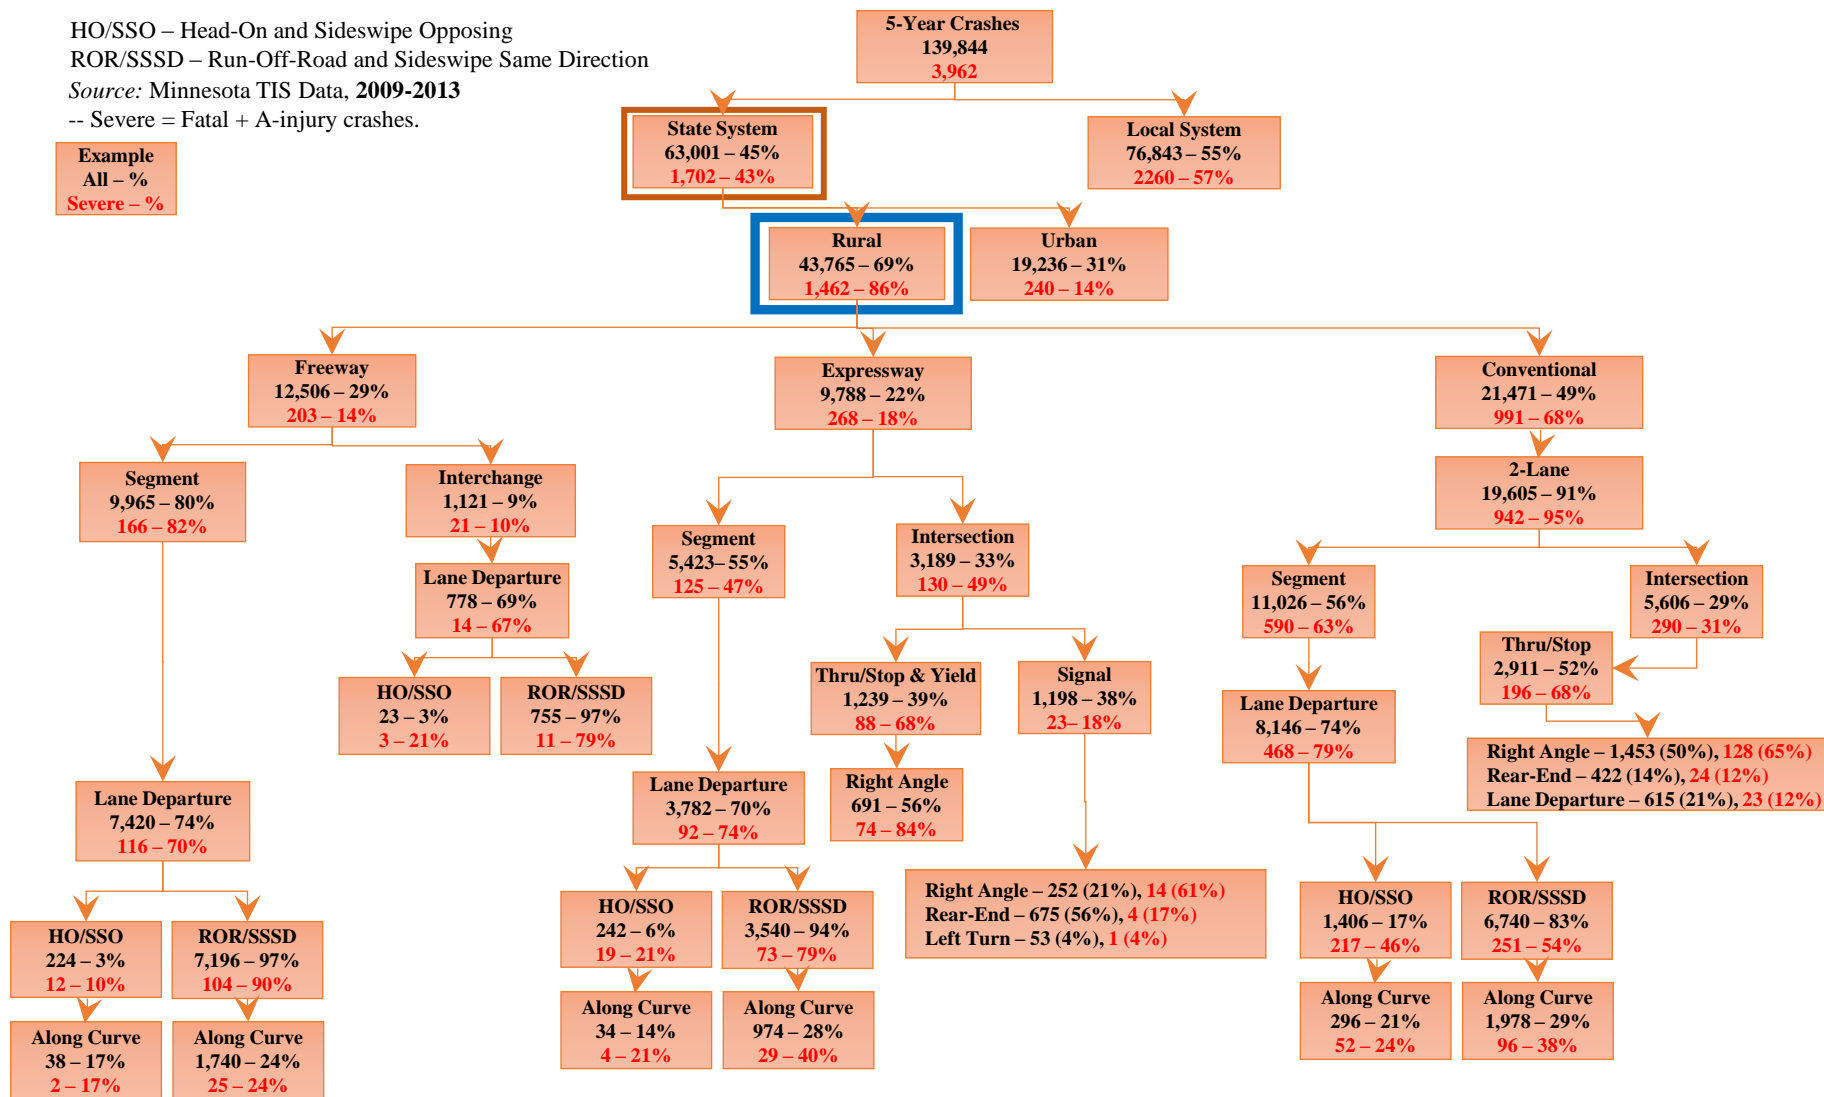 HO/SSO – Head-On and Sideswipe Opposing
ROR/SSSD – Run-Off-Road and Sideswipe Same Direction
Source: Minnesota TIS Data, 2009-2013
-- Severe = Fatal + A-injury crashes.
Example
All – %
Severe – %
5-Year Crashes
139,844
3,962
State System
63,001 – 45%
1,702 – 43%
Local System
76,843 – 55%
2260 – 57%
Rural
43,765 – 69%
1,462 – 86%
Urban
19,236 – 31%
240 – 14%
Freeway
12,506 – 29%
203 – 14%
Expressway
9,788 – 22%
268 – 18%
Conventional
21,471 – 49%
991 – 68%
Segment
9,965 – 80%
166 – 82%
Interchange
1,121 – 9%
21 – 10%
Lane Departure
778 – 69%
14 – 67%
HO/SSO
23 – 3%
3 – 21%
ROR/SSSD
755 – 97%
11 – 79%
Lane Departure
7,420 – 74%
116 – 70%
HO/SSO
224 – 3%
12 – 10%
ROR/SSSD
7,196 – 97%
104 – 90%
Along Curve
38 – 17%
2 – 17%
Along Curve
1,740 – 24%
25 – 24%
Segment
5,423– 55%
125 – 47%
Intersection
3,189 – 33%
130 – 49%
Thru/Stop & Yield
1,239 – 39%
88 – 68%
Signal
1,198 – 38%
23– 18%
Right Angle
691 – 56%
74 – 84%
Lane Departure
3,782 – 70%
92 – 74%
HO/SSO
242 – 6%
19 – 21%
ROR/SSSD
3,540 – 94%
73 – 79%
Along Curve
34 – 14%
4 – 21%
Along Curve
974 – 28%
29 – 40%
Right Angle – 252 (21%), 14 (61%)
Rear-End – 675 (56%), 4 (17%)
Left Turn – 53 (4%), 1 (4%)
2-Lane
19,605 – 91%
942 – 95%
Segment
11,026 – 56%
590 – 63%
Intersection
5,606 – 29%
290 – 31%
Thru/Stop
2,911 – 52%
196 – 68%
Lane Departure
8,146 – 74%
468 – 79%
Right Angle – 1,453 (50%), 128 (65%)
Rear-End – 422 (14%), 24 (12%)
Lane Departure – 615 (21%), 23 (12%)
HO/SSO
1,406 – 17%
217 – 46%
ROR/SSSD
6,740 – 83%
251 – 54%
Along Curve
296 – 21%
52 – 24%
Along Curve
1,978 – 29%
96 – 38%